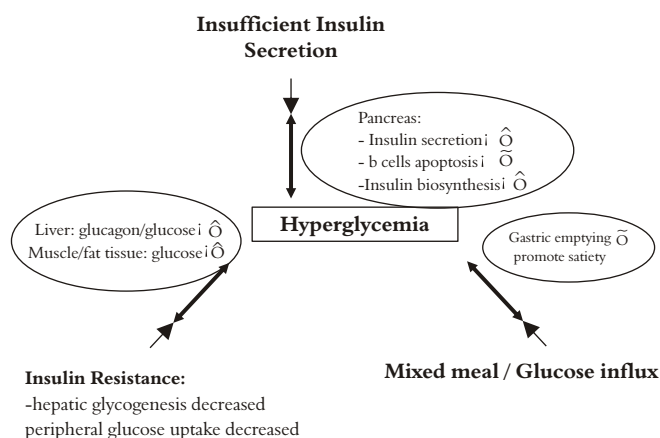 Insufficient Insulin
Secretion
Pancreas:
- Insulin secretion¡ Ô
- b cells apoptosis¡ Õ
-Insulin biosynthesis¡ Ô
Hyperglycemia
Liver: glucagon/glucose¡ Ô
Muscle/fat tissue: glucose¡Ô
Gastric emptying Õ
promote satiety
Insulin Resistance:
-hepatic glycogenesis decreased
peripheral glucose uptake decreased
Mixed meal / Glucose influx